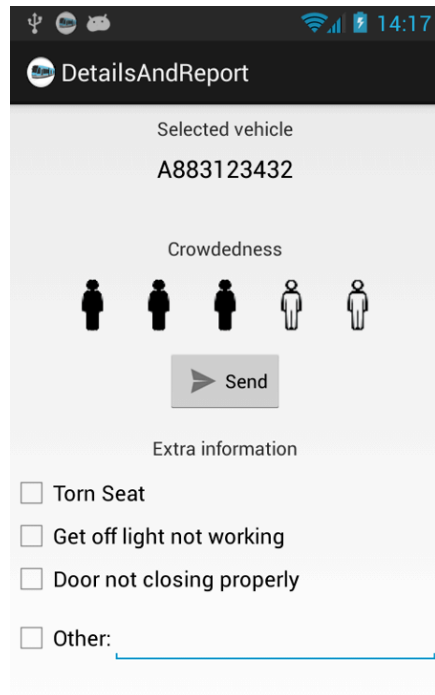 14:17
DetailsAndReport
Selected vehicle
A883123432
Crowdedness
Send
Extra information
Torn Seat
Get off light not working
Door not closing properly
Other: